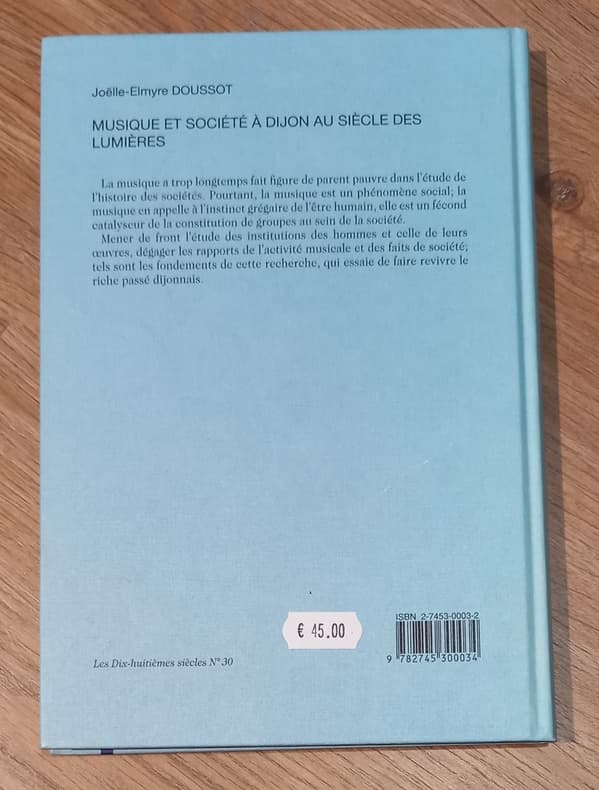 Joëlle-Elmyre DOUSSOT
MUSIQUE ET SOCIÉTÉ À DIJON AU SIÈCLE DES
LUMIÈRES
La musique a trop longtemps fait figure de parent pauvre dans l'étude de
l'histoire des sociétés. Pourtant, la musique est un phénomène social; la
musique en appelle à l'instinct grégaire de l'être humain, elle est un fécond
catalyseur de la constitution de groupes au sein de la société.
Mener de front l'étude des institutions des hommes et celle de leurs
œuvres, dégager les rapports de l'activité musicale et des faits de société;
tels sont les fondements de cette recherche, qui essaie de faire revivre le
riche passé dijonnais.
€ 45.00
ISBN 2-7453-0003-2
9 782745 300034
Les Dix-huitièmes siècles N° 30